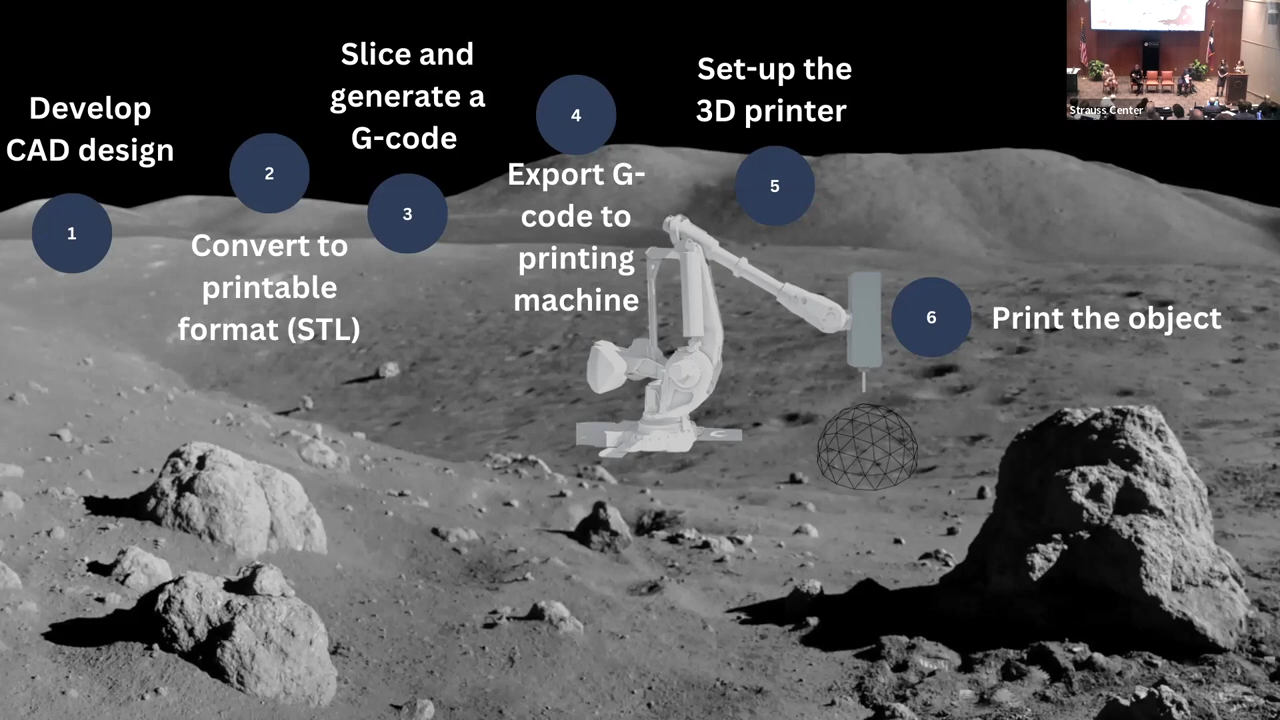 Develop
CAD design
1
2
Convert to
printable
format (STL)
Slice and
generate a
G-code
3
4
Export G-
code to
printing
machine
Set-up the
3D printer
5
6
Print the object
Strauss Center